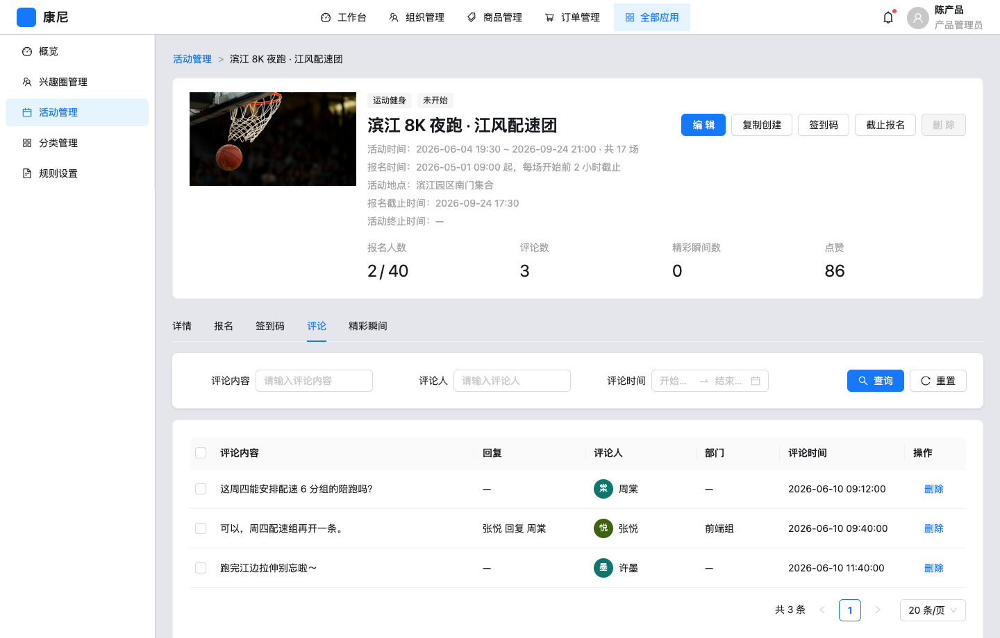 康尼
工作台
组织管理
商品管理
订单管理
全部应用
陈产品
产品管理员
概览
兴趣圈管理
活动管理
分类管理
规则设置
活动管理 > 滨江 8K 夜跑 · 江风配速团
运动健身
未开始
滨江 8K 夜跑 · 江风配速团
编 辑
复制创建
签到码
截止报名
删 除
活动时间：2026-06-04 19:30 ~ 2026-09-24 21:00 · 共 17 场
报名时间：2026-05-01 09:00 起，每场开始前 2 小时截止
活动地点：滨江园区南门集合
报名截止时间：2026-09-24 17:30
活动终止时间：—
报名人数
评论数
精彩瞬间数
点赞
2 / 40
3
0
86
详情
报名
签到码
评论
精彩瞬间
评论内容
请输入评论内容
评论人
请输入评论人
评论时间
开始...
结束...
查询
重置
评论内容
回复
评论人
部门
评论时间
操作
这周四能安排配速 6 分组的陪跑吗?
—
棠
周棠
—
2026-06-10 09:12:00
删除
可以，周四配速组再开一条。
张悦 回复 周棠
悦
张悦
前端组
2026-06-10 09:40:00
删除
跑完江边拉伸别忘啦～
—
墨
许墨
—
2026-06-10 11:40:00
删除
共 3 条
1
20 条/页